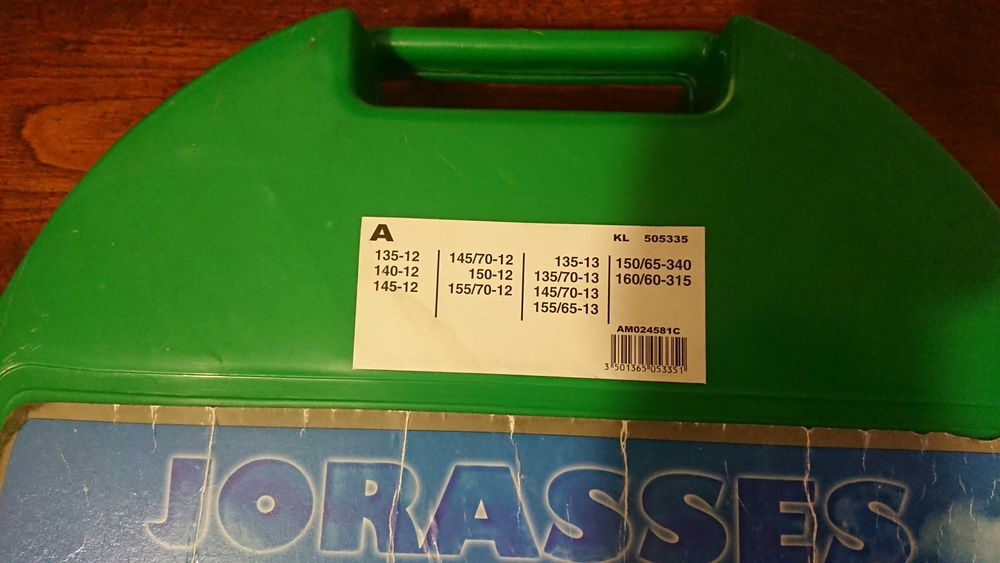 A
KL 505335
135-12
140-12
145-12
145/70-12
150-12
155/70-12
135-13
135/70-13
145/70-13
155/65-13
150/65-340
160/60-315
AM024581C
3 501365 053351
JORASSES